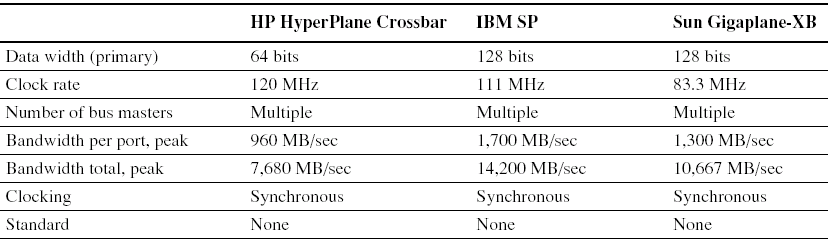 HP HyperPlane Crossbar IBM SP Sun Gigaplane-XB
Data width (primary) 64 bits 128 bits 128 bits
Clock rate 120 MHz 111 MHz 83.3 MHz
Number of bus masters Multiple Multiple Multiple
Bandwidth per port, peak 960 MB/sec 1,700 MB/sec 1,300 MB/sec
Bandwidth total, peak 7,680 MB/sec 14,200 MB/sec 10,667 MB/sec
Clocking Synchronous Synchronous Synchronous
Standard None None None